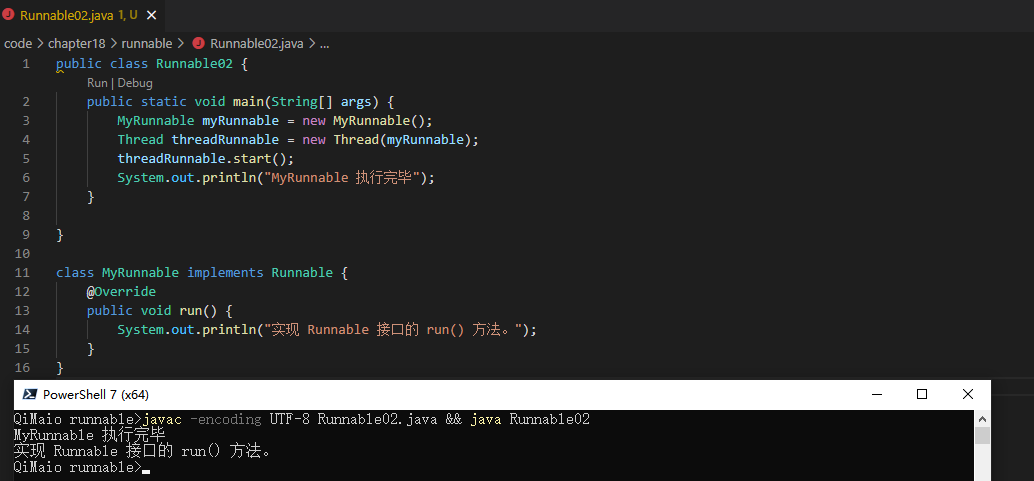 Runnable02.java 1, U
code > chapter18 > runnable > Runnable02.java > ...
1 public class Runnable02 {
Run | Debug
2 public static void main(String[] args) {
3 MyRunnable myRunnable = new MyRunnable();
4 Thread threadRunnable = new Thread(myRunnable);
5 threadRunnable.start();
6 System.out.println("MyRunnable 执行完毕");
7 }
8
9 }
10
11 class MyRunnable implements Runnable {
12 @Override
13 public void run() {
14 System.out.println("实现 Runnable 接口的 run() 方法。");
15 }
16 }
PowerShell 7 (x64)
QiMaio runnable>javac -encoding UTF-8 Runnable02.java && java Runnable02
MyRunnable 执行完毕
实现 Runnable 接口的 run() 方法。
QiMaio runnable>